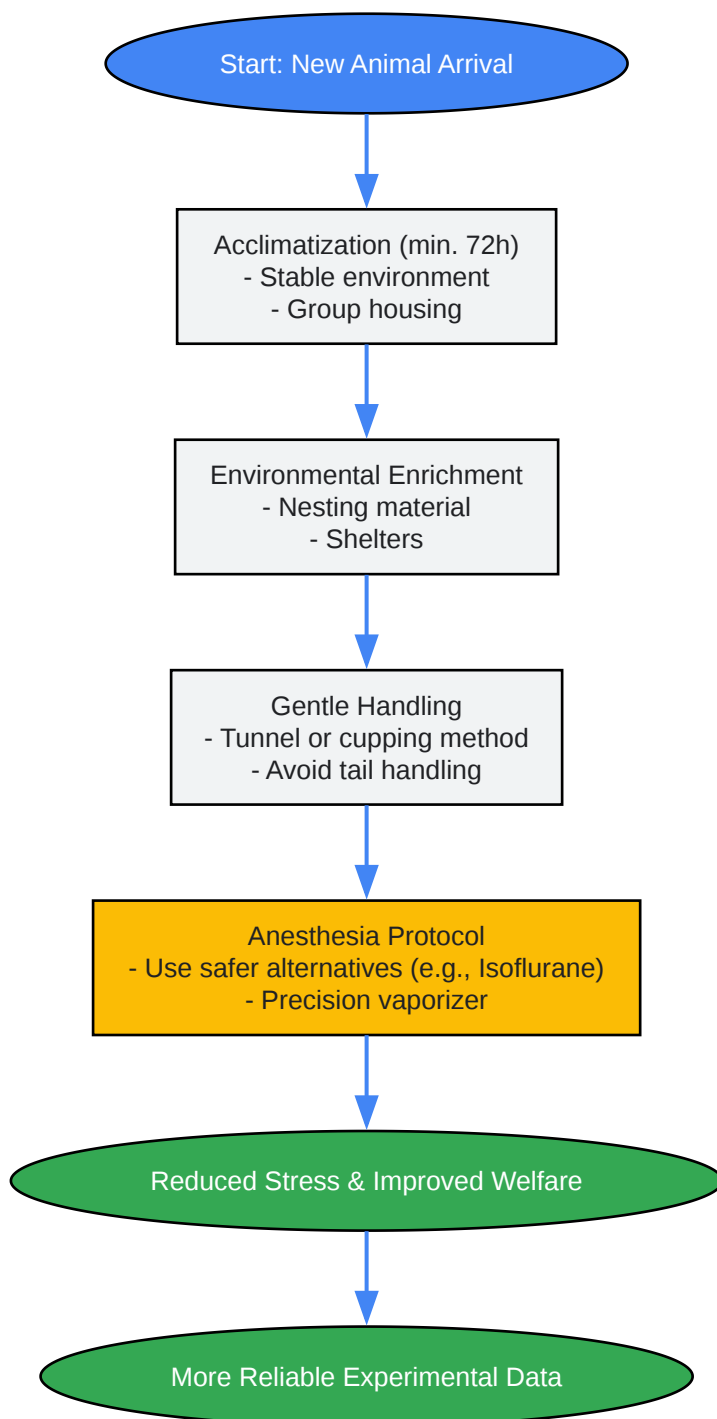 Start: New Animal Arrival
Acclimatization (min. 72h)
- Stable environment
- Group housing
Environmental Enrichment
- Nesting material
- Shelters
Gentle Handling
- Tunnel or cupping method
- Avoid tail handling
Anesthesia Protocol
- Use safer alternatives (e.g., Isoflurane)
- Precision vaporizer
Reduced Stress & Improved Welfare
More Reliable Experimental Data